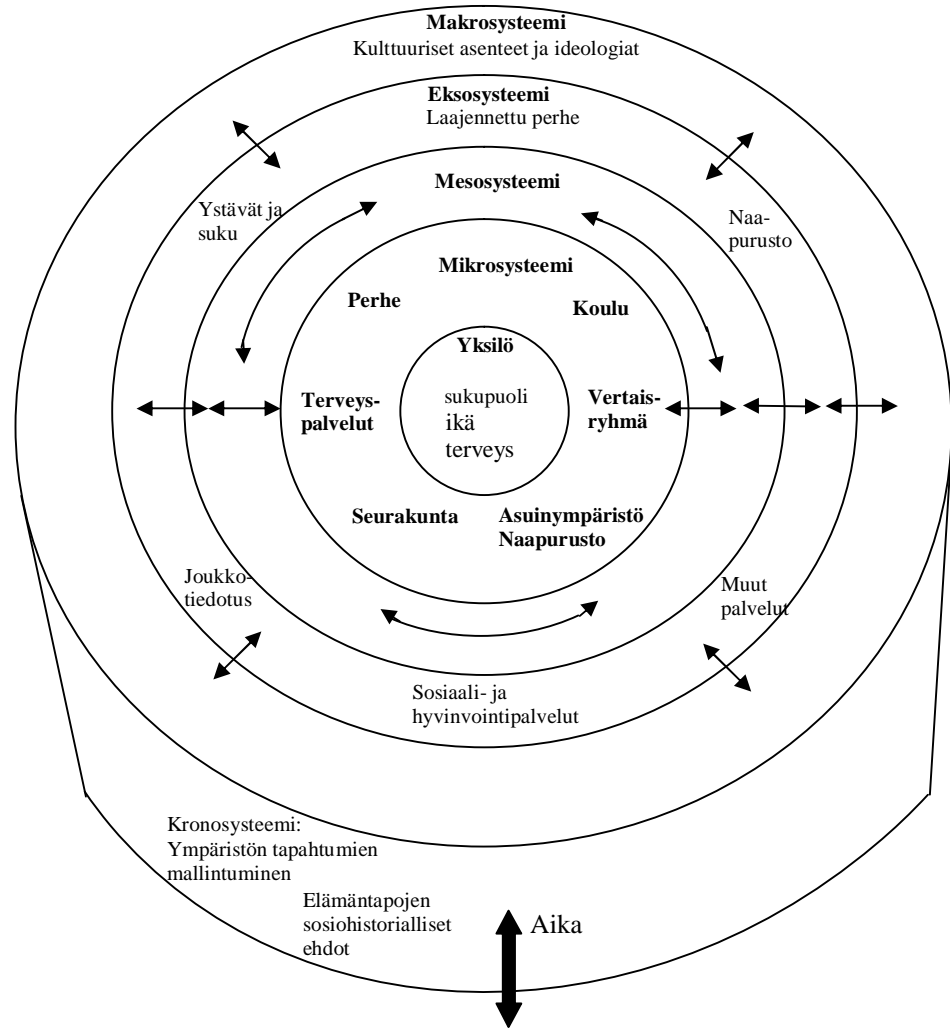 Makrosysteemi
Kulttuuriset asenteet ja ideologiat
Eksosysteemi
Laajennettu perhe
Mesosysteemi
Ystävät ja
suku
Naa-
purusto
Mikrosysteemi
Perhe
Koulu
Yksilö
sukupuoli
ikä
terveys
Terveys-
palvelut
Vertais-
ryhmä
Seurakunta
Asuinympäristö
Naapurusto
Joukko-
tiedotus
Muut
palvelut
Sosiaali- ja
hyvinvointipalvelut
Kronosysteemi:
Ympäristön tapahtumien
mallintuminen
Elämäntapojen
sosiohistorialliset
ehdot
Aika